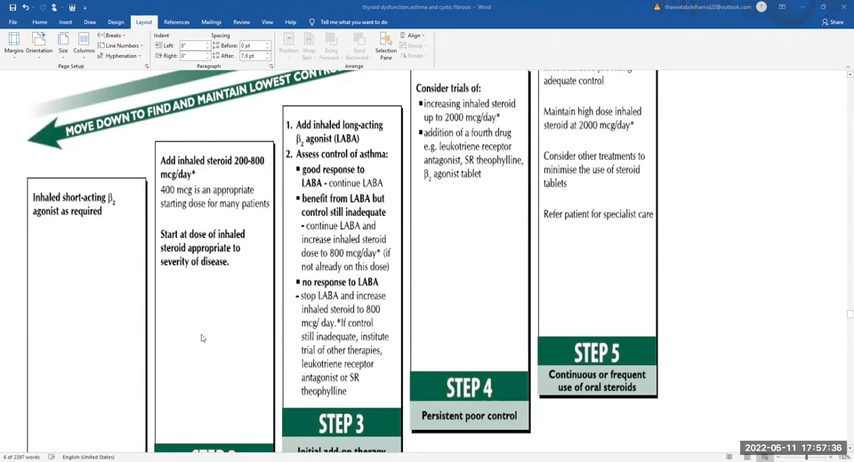 thyroid dysfunction,asthma and cystic fibrosis - Word
thaiwatabdelhamid22@outlook.com
File Home Insert Draw Design Layout References Mailings Review View Help Tell me what you want to do
Share
Margins
Orientation
Size
Columns
Breaks
Line Numbers
Hyphenation
Page Setup
Indent
Left: 0"
Right: 0"
Spacing
Before: 0 pt
After: 7.9 pt
Paragraph
Position
Wrap Text
Bring Forward
Send Backward
Selection Pane
Align
Group
Rotate
Arrange
MOVE DOWN TO FIND AND MAINTAIN LOWEST
Inhaled short-acting β2
agonist as required
Add inhaled steroid 200-800
mcg/day*
400 mcg is an appropriate
starting dose for many patients
Start at dose of inhaled
steroid appropriate to
severity of disease.
1. Add inhaled long-acting
β2 agonist (LABA)
2. Assess control of asthma:
▪ good response to
LABA - continue LABA
▪ benefit from LABA but
control still inadequate
- continue LABA and
increase inhaled steroid
dose to 800 mcg/day* (if
not already on this dose)
▪ no response to LABA
- stop LABA and increase
inhaled steroid to 800
mcg/ day.*If control
still inadequate, institute
trial of other therapies,
leukotriene receptor
antagonist or SR
theophylline
STEP 3
Initial add-on therapy
Consider trials of:
▪ increasing inhaled steroid
up to 2000 mcg/day*
▪ addition of a fourth drug
e.g. leukotriene receptor
antagonist, SR theophylline,
β2 agonist tablet
STEP 4
Persistent poor control
adequate control
Maintain high dose inhaled
steroid at 2000 mcg/day*
Consider other treatments to
minimise the use of steroid
tablets
Refer patient for specialist care
STEP 5
Continuous or frequent
use of oral steroids
6 of 2397 words
English (United States)
2022-05-11 17:57:36